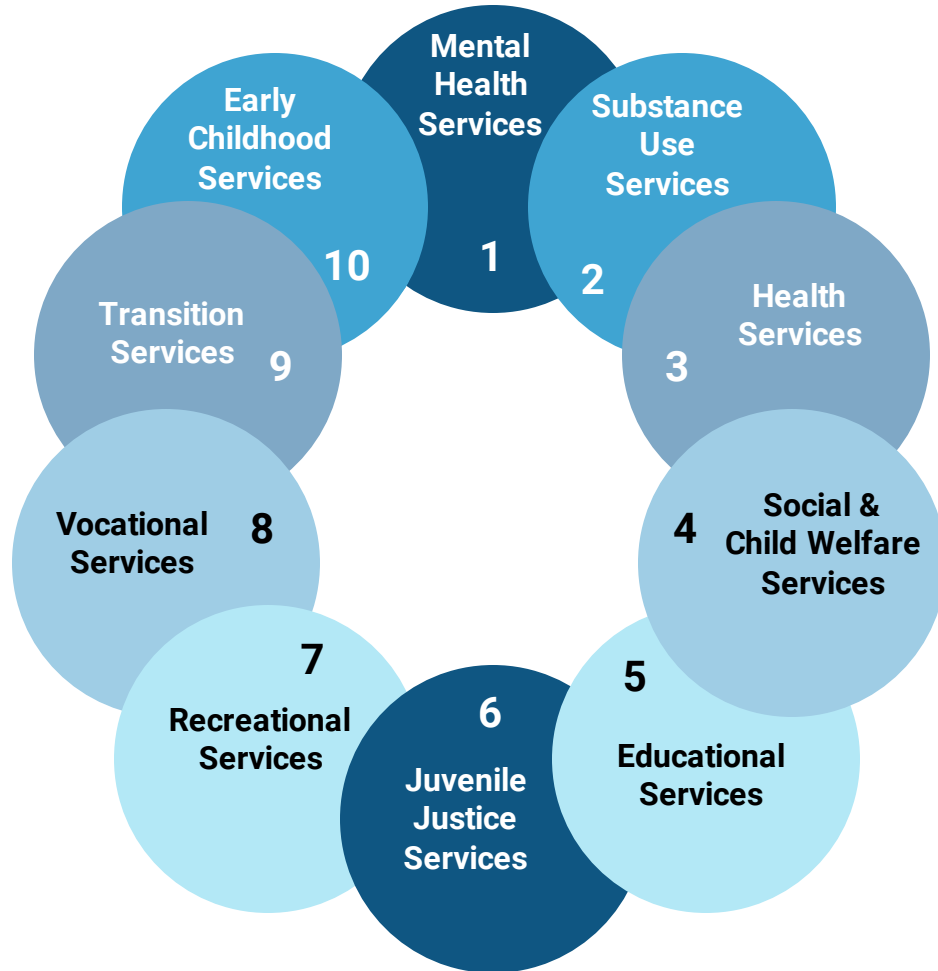 Mental
Health
Services
1
Substance
Use
Services
2
Health
Services
3
Social &
Child Welfare
Services
4
5
Educational
Services
6
Juvenile
Justice
Services
7
Recreational
Services
Vocational
Services
8
Transition
Services
9
Early
Childhood
Services
10